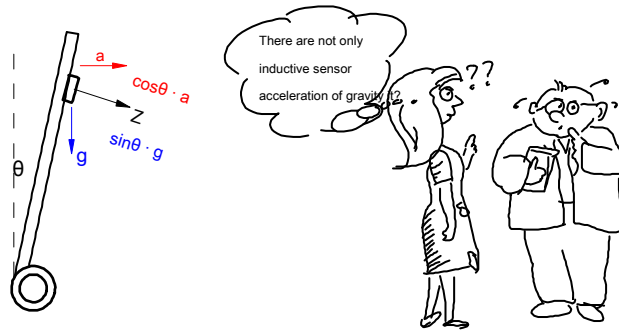 a
cosθ · a
Z
sinθ · g
g
θ
There are not only
inductive sensor
acceleration of gravity it?
??